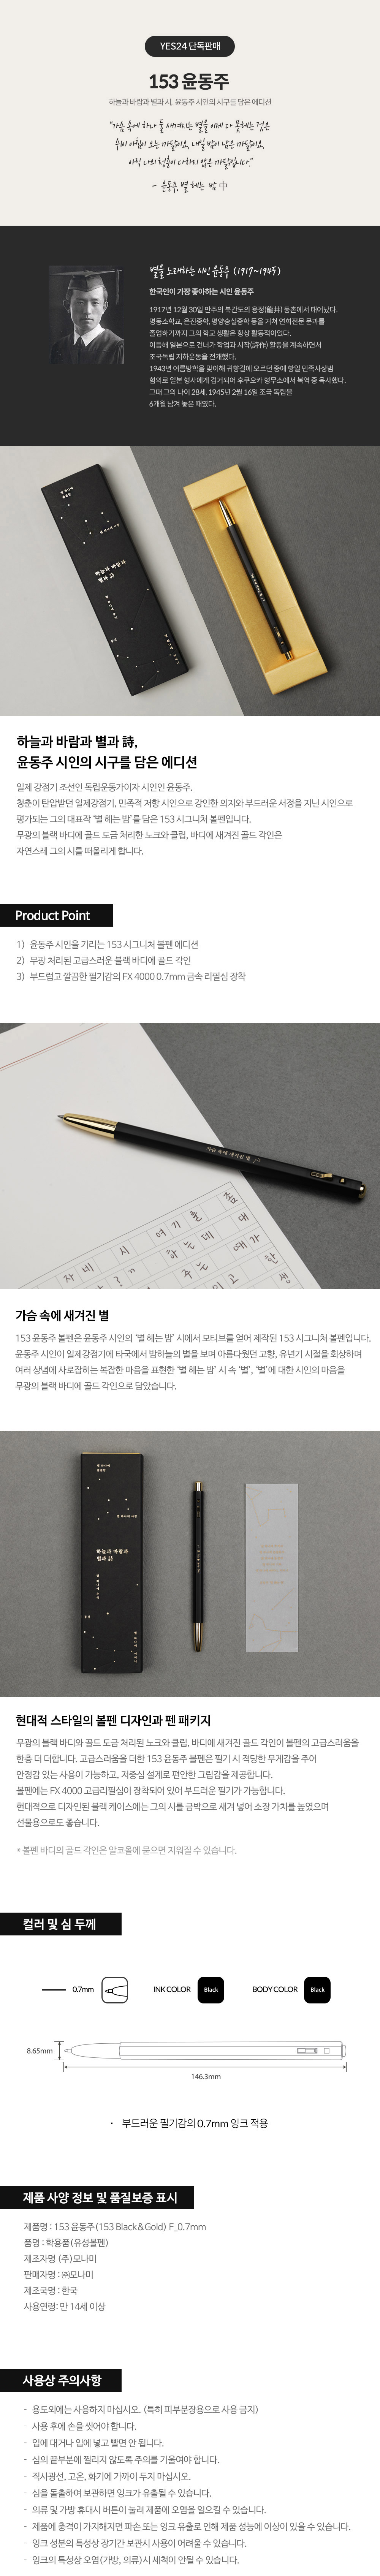 YES24 단독판매
153 윤동주
하늘과 바람과 별과 시, 윤동주 시인의 시구를 담은 에디션
"가슴 속에 하나 둘 새겨지는 별을 이제 다 못헤는 것은
쉬이 아침이 오는 까닭이오, 내일 밤이 남은 까닭이오,
아직 나의 청춘이 다하지 않은 까닭입니다."
- 윤동주, 별 헤는 밤 中
별을 노래하는 시인 윤동주 (1917~1945)
한국인이 가장 좋아하는 시인 윤동주
1917년 12월 30일 만주의 북간도의 용정(龍井) 동촌에서 태어났다.
명동소학교, 은진중학, 평양숭실중학 등을 거쳐 연희전문 문과를
졸업하기까지 그의 학교 생활은 항상 활동적이었다.
이듬해 일본으로 건너가 학업과 시작(詩作) 활동을 계속하면서
조국독립 지하운동을 전개했다.
1943년 여름방학을 맞이해 귀향길에 오르던 중에 항일 민족사상범
혐의로 일본 형사에게 검거되어 후쿠오카 형무소에서 복역 중 옥사했다.
그때 그의 나이 28세, 1945년 2월 16일 조국 독립을
6개월 남겨 놓은 때였다.
하늘과 바람과
별과 詩
하늘과 바람과 별과 詩,
윤동주 시인의 시구를 담은 에디션
일제 강점기 조선인 독립운동가이자 시인인 윤동주.
청춘이 탄압받던 일제강점기, 민족적 저항 시인으로 강인한 의지와 부드러운 서정을 지닌 시인으로
평가되는 그의 대표작 '별 헤는 밤'를 담은 153 시그니처 볼펜입니다.
무광의 블랙 바디에 골드 도금 처리한 노크와 클립, 바디에 새겨진 골드 각인은
자연스레 그의 시를 떠올리게 합니다.
Product Point
1) 윤동주 시인을 기리는 153 시그니처 볼펜 에디션
2) 무광 처리된 고급스러운 블랙 바디에 골드 각인
3) 부드럽고 깔끔한 필기감의 FX 4000 0.7mm 금속 리필심 장착
가슴 속에 새겨진 별
가슴 속에 새겨진 별
153 윤동주 볼펜은 윤동주 시인의 '별 헤는 밤' 시에서 모티브를 얻어 제작된 153 시그니처 볼펜입니다.
윤동주 시인이 일제강점기에 타국에서 밤하늘의 별을 보며 아름다웠던 고향, 유년기 시절을 회상하며
여러 상념에 사로잡히는 복잡한 마음을 표현한 '별 헤는 밤' 시 속 '별', '별'에 대한 시인의 마음을
무광의 블랙 바디에 골드 각인으로 담았습니다.
하늘과 바람과
별과 詩
현대적 스타일의 볼펜 디자인과 펜 패키지
무광의 블랙 바디와 골드 도금 처리된 노크와 클립, 바디에 새겨진 골드 각인이 볼펜의 고급스러움을
한층 더 더합니다. 고급스러움을 더한 153 윤동주 볼펜은 필기 시 적당한 무게감을 주어
안정감 있는 사용이 가능하고, 저중심 설계로 편안한 그립감을 제공합니다.
볼펜에는 FX 4000 고급리필심이 장착되어 있어 부드러운 필기가 가능합니다.
현대적으로 디자인된 블랙 케이스에는 그의 시를 금박으로 새겨 넣어 소장 가치를 높였으며
선물용으로도 좋습니다.
* 볼펜 바디의 골드 각인은 알코올에 묻으면 지워질 수 있습니다.
컬러 및 심 두께
0.7mm
INK COLOR
Black
BODY COLOR
Black
8.65mm
146.3mm
· 부드러운 필기감의 0.7mm 잉크 적용
제품 사양 정보 및 품질보증 표시
제품명 : 153 윤동주(153 Black&Gold) F_0.7mm
품명 : 학용품(유성볼펜)
제조자명 (주)모나미
판매자명 : ㈜모나미
제조국명 : 한국
사용연령: 만 14세 이상
사용상 주의사항
- 용도외에는 사용하지 마십시오. (특히 피부분장용으로 사용 금지)
- 사용 후에 손을 씻어야 합니다.
- 입에 대거나 입에 넣고 빨면 안 됩니다.
- 심의 끝부분에 찔리지 않도록 주의를 기울여야 합니다.
- 직사광선, 고온, 화기에 가까이 두지 마십시오.
- 심을 돌출하여 보관하면 잉크가 유출될 수 있습니다.
- 의류 및 가방 휴대시 버튼이 눌려 제품에 오염을 일으킬 수 있습니다.
- 제품에 충격이 가지해지면 파손 또는 잉크 유출로 인해 제품 성능에 이상이 있을 수 있습니다.
- 잉크 성분의 특성상 장기간 보관시 사용이 어려울 수 있습니다.
- 잉크의 특성상 오염(가방, 의류)시 세척이 안될 수 있습니다.